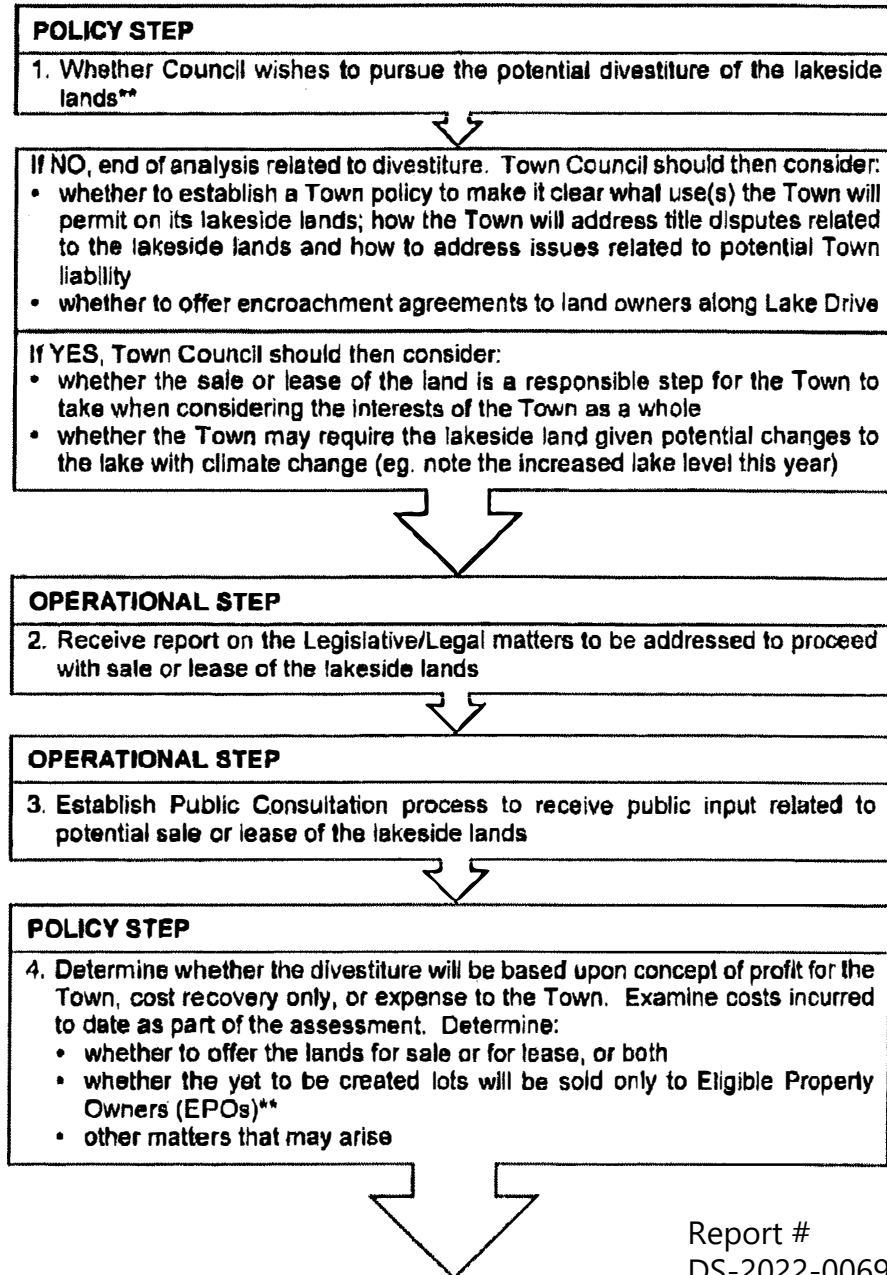 POLICY STEP
1. Whether Council wishes to pursue the potential divestiture of the lakeside
lands**
If NO, end of analysis related to divestiture. Town Council should then consider:
• whether to establish a Town policy to make it clear what use(s) the Town will
permit on its lakeside lands; how the Town will address title disputes related
to the lakeside lands and how to address issues related to potential Town
liability
• whether to offer encroachment agreements to land owners along Lake Drive
If YES, Town Council should then consider:
• whether the sale or lease of the land is a responsible step for the Town to
take when considering the interests of the Town as a whole
• whether the Town may require the lakeside land given potential changes to
the lake with climate change (eg. note the increased lake level this year)
OPERATIONAL STEP
2. Receive report on the Legislative/Legal matters to be addressed to proceed
with sale or lease of the lakeside lands
OPERATIONAL STEP
3. Establish Public Consultation process to receive public input related to
potential sale or lease of the lakeside lands
POLICY STEP
4. Determine whether the divestiture will be based upon concept of profit for the
Town, cost recovery only, or expense to the Town. Examine costs incurred
to date as part of the assessment. Determine:
• whether to offer the lands for sale or for lease, or both
• whether the yet to be created lots will be sold only to Eligible Property
Owners (EPOs)**
• other matters that may arise
Report #
DS-2022-0069